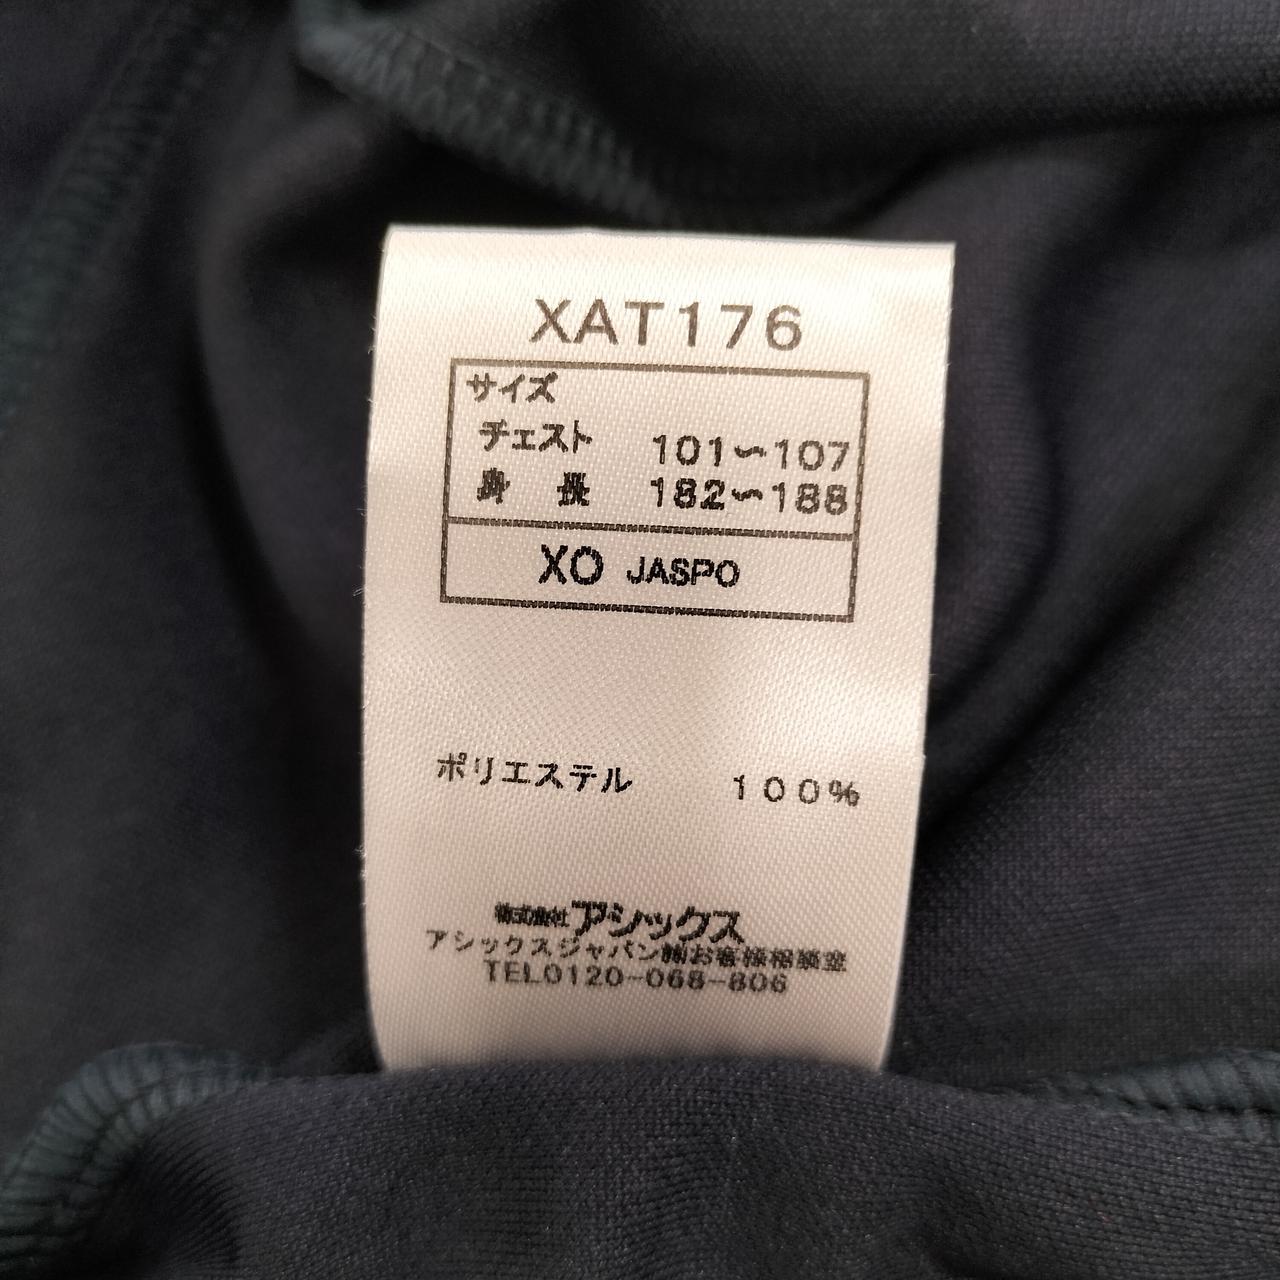 XAT176
サイズ
チェスト 101〜107
身 長 182〜188
XO JASPO
ポリエステル 100%
株式会社アシックス
アシックスジャパン㈱お客様相談室
TEL0120-068-806